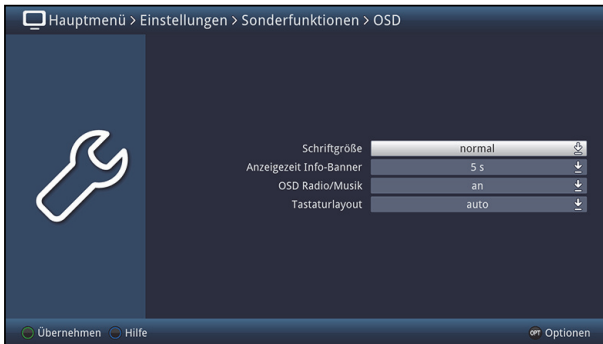 Hauptmenü > Einstellungen > Sonderfunktionen > OSD
Schriftgröße normal
Anzeigezeit Info-Banner 5 s
OSD Radio/Musik an
Tastaturlayout auto
Übernehmen Hilfe OPT Optionen